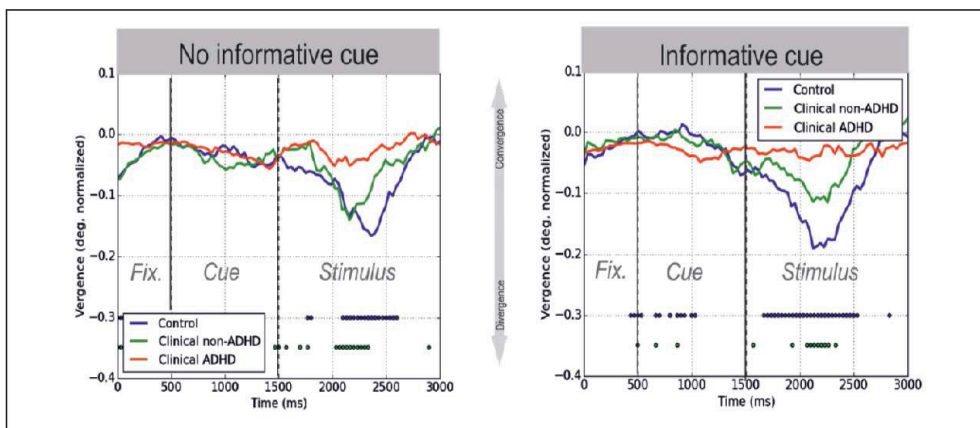 No informative cue
Vergence (deg. normalized)
0.1
0.0
−0.1
−0.2
−0.3
−0.4
Fix.
Cue
Stimulus
Control
Clinical non-ADHD
Clinical ADHD
0
500
1000
1500
2000
2500
3000
Time (ms)
Convergence
Divergence
Informative cue
Vergence (deg. normalized)
0.1
0.0
−0.1
−0.2
−0.3
−0.4
Control
Clinical non-ADHD
Clinical ADHD
Fix.
Cue
Stimulus
0
500
1000
1500
2000
2500
3000
Time (ms)